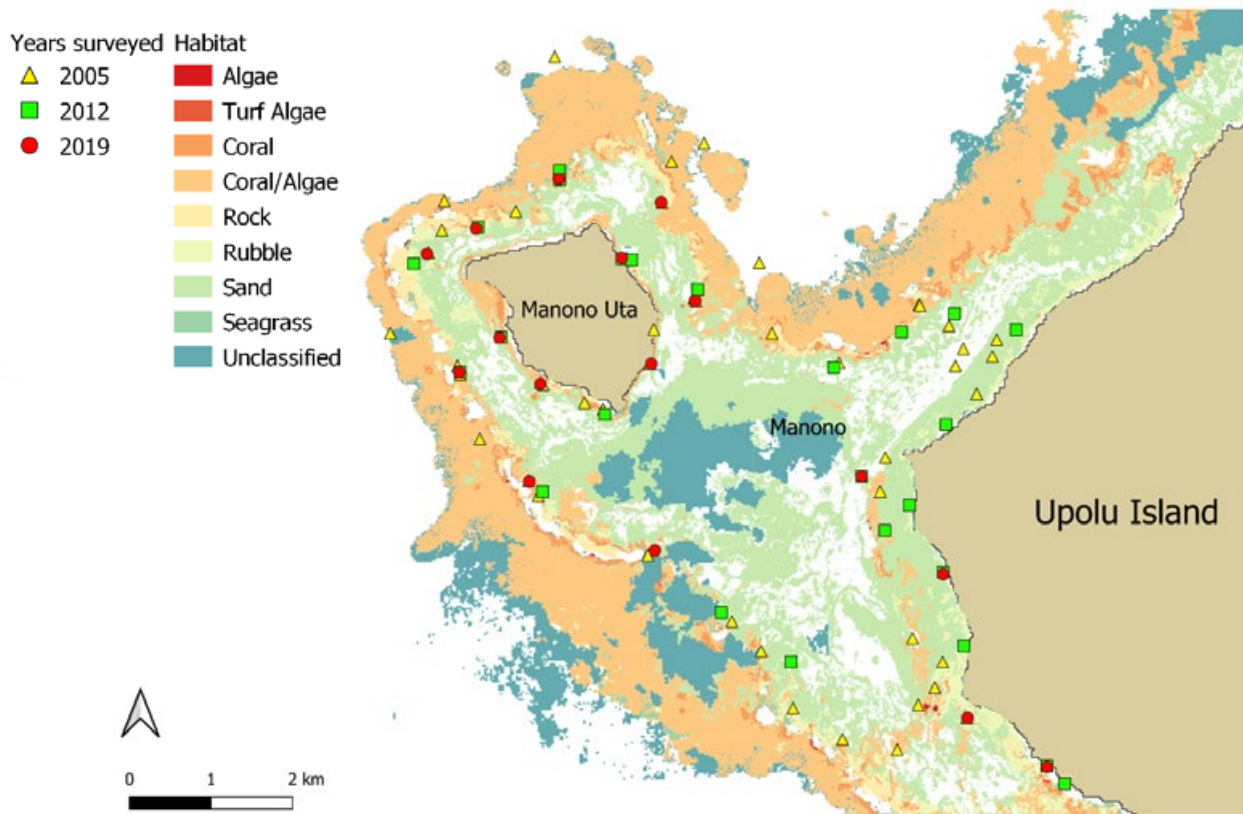 Years surveyed
2005
2012
2019
Habitat
Algae
Turf Algae
Coral
Coral/Algae
Rock
Rubble
Sand
Seagrass
Unclassified
Manono Uta
Manono
Upolu Island
0 1 2 km